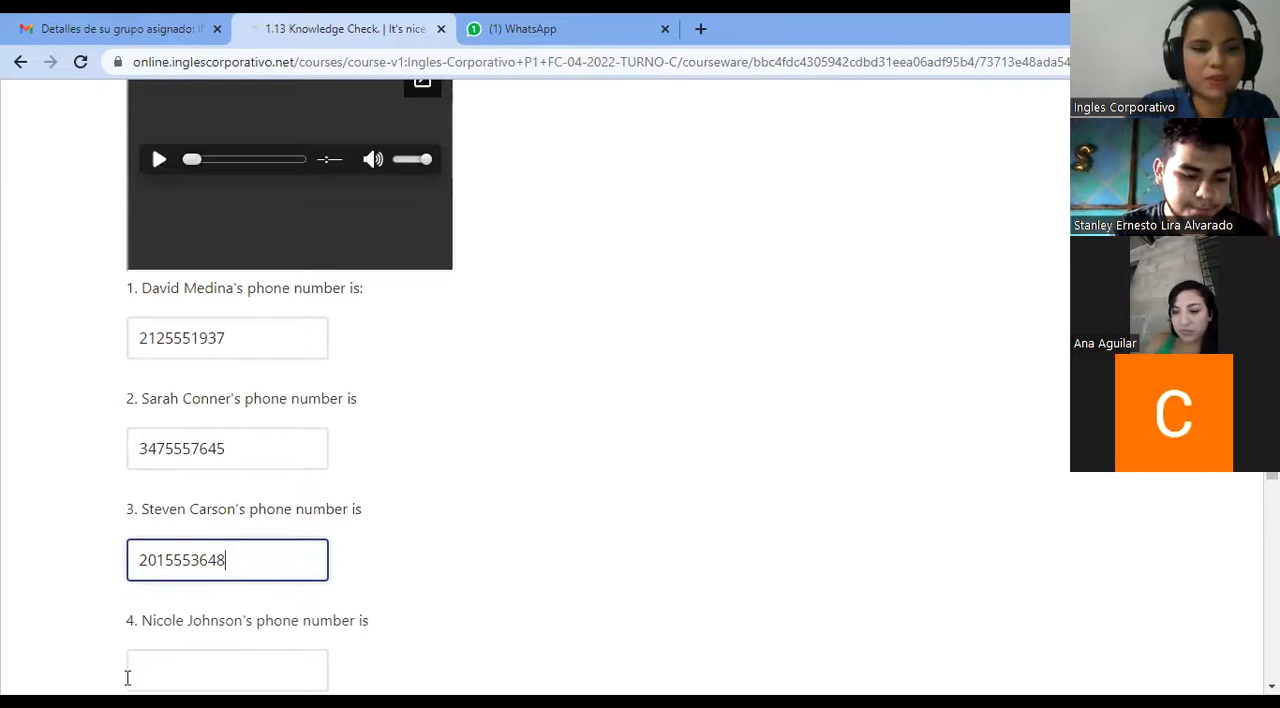 Detalles de su grupo asignado: I
1.13 Knowledge Check. | It's nice
(1) WhatsApp
online.inglescorporativo.net/courses/course-v1:Ingles-Corporativo+P1+FC-04-2022-TURNO-C/courseware/bbc4fdc4305942cdbd31eea06adf95b4/73713e48ada54
Ingles Corporativo
Stanley Ernesto Lira Alvarado
Ana Aguilar
C
1. David Medina's phone number is:
2125551937
2. Sarah Conner's phone number is
3475557645
3. Steven Carson's phone number is
2015553648
4. Nicole Johnson's phone number is